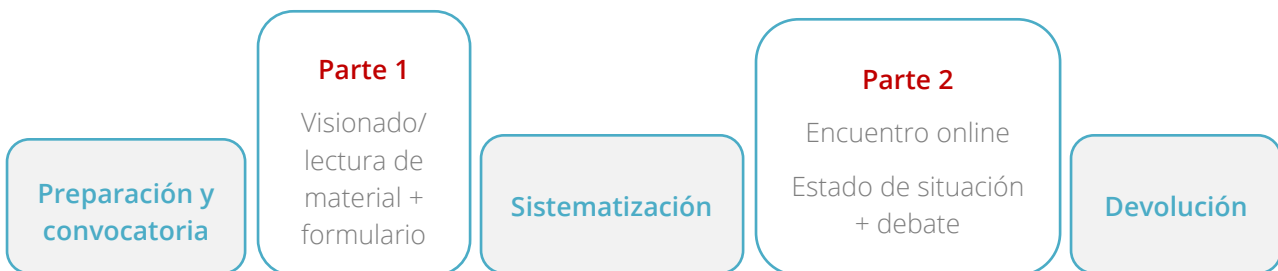 Preparación y
convocatoria
Parte 1
Visionado/
lectura de
material +
formulario
Sistematización
Parte 2
Encuentro online
Estado de situación
+ debate
Devolución